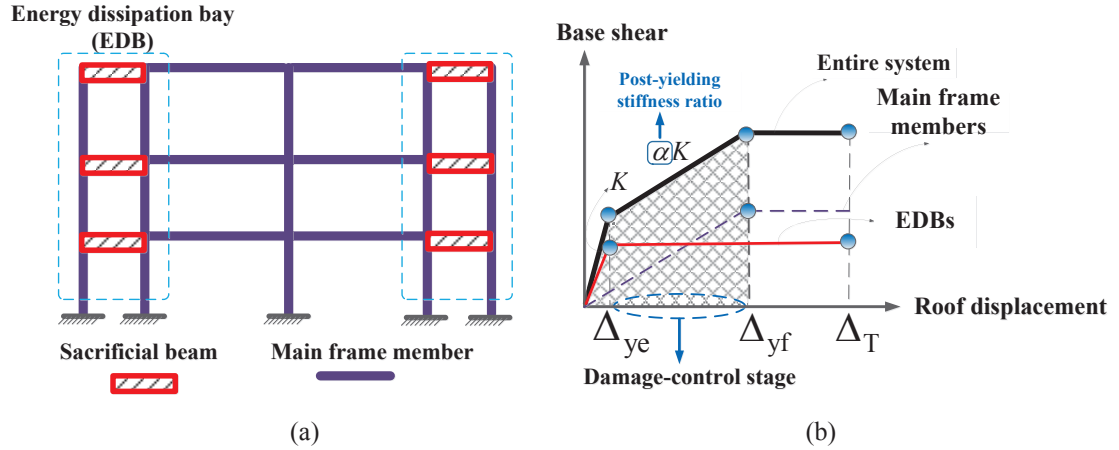 Energy dissipation bay
(EDB)
Sacrificial beam
Main frame member
(a)
Base shear
Post-yielding
stiffness ratio
αK
K
Entire system
Main frame
members
EDBs
Roof displacement
Δye
Δyf
ΔT
Damage-control stage
(b)